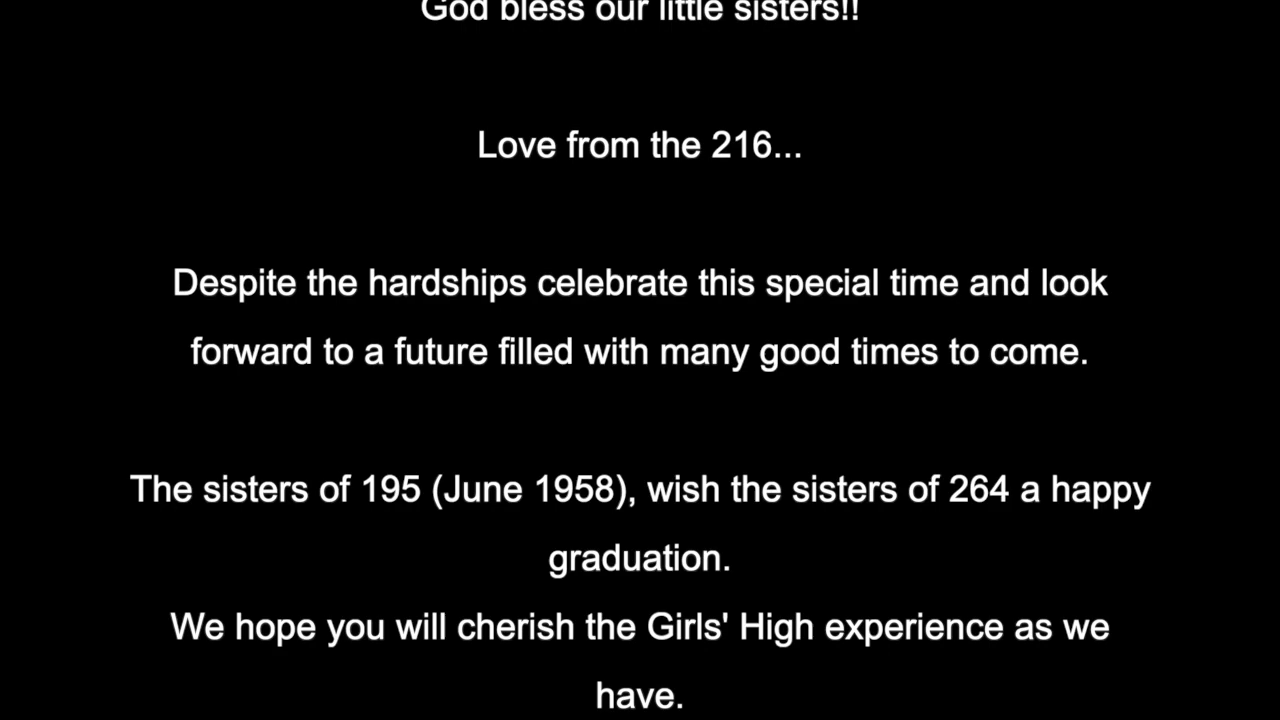 God bless our little sisters!!
Love from the 216...
Despite the hardships celebrate this special time and look
forward to a future filled with many good times to come.
The sisters of 195 (June 1958), wish the sisters of 264 a happy
graduation.
We hope you will cherish the Girls' High experience as we
have.